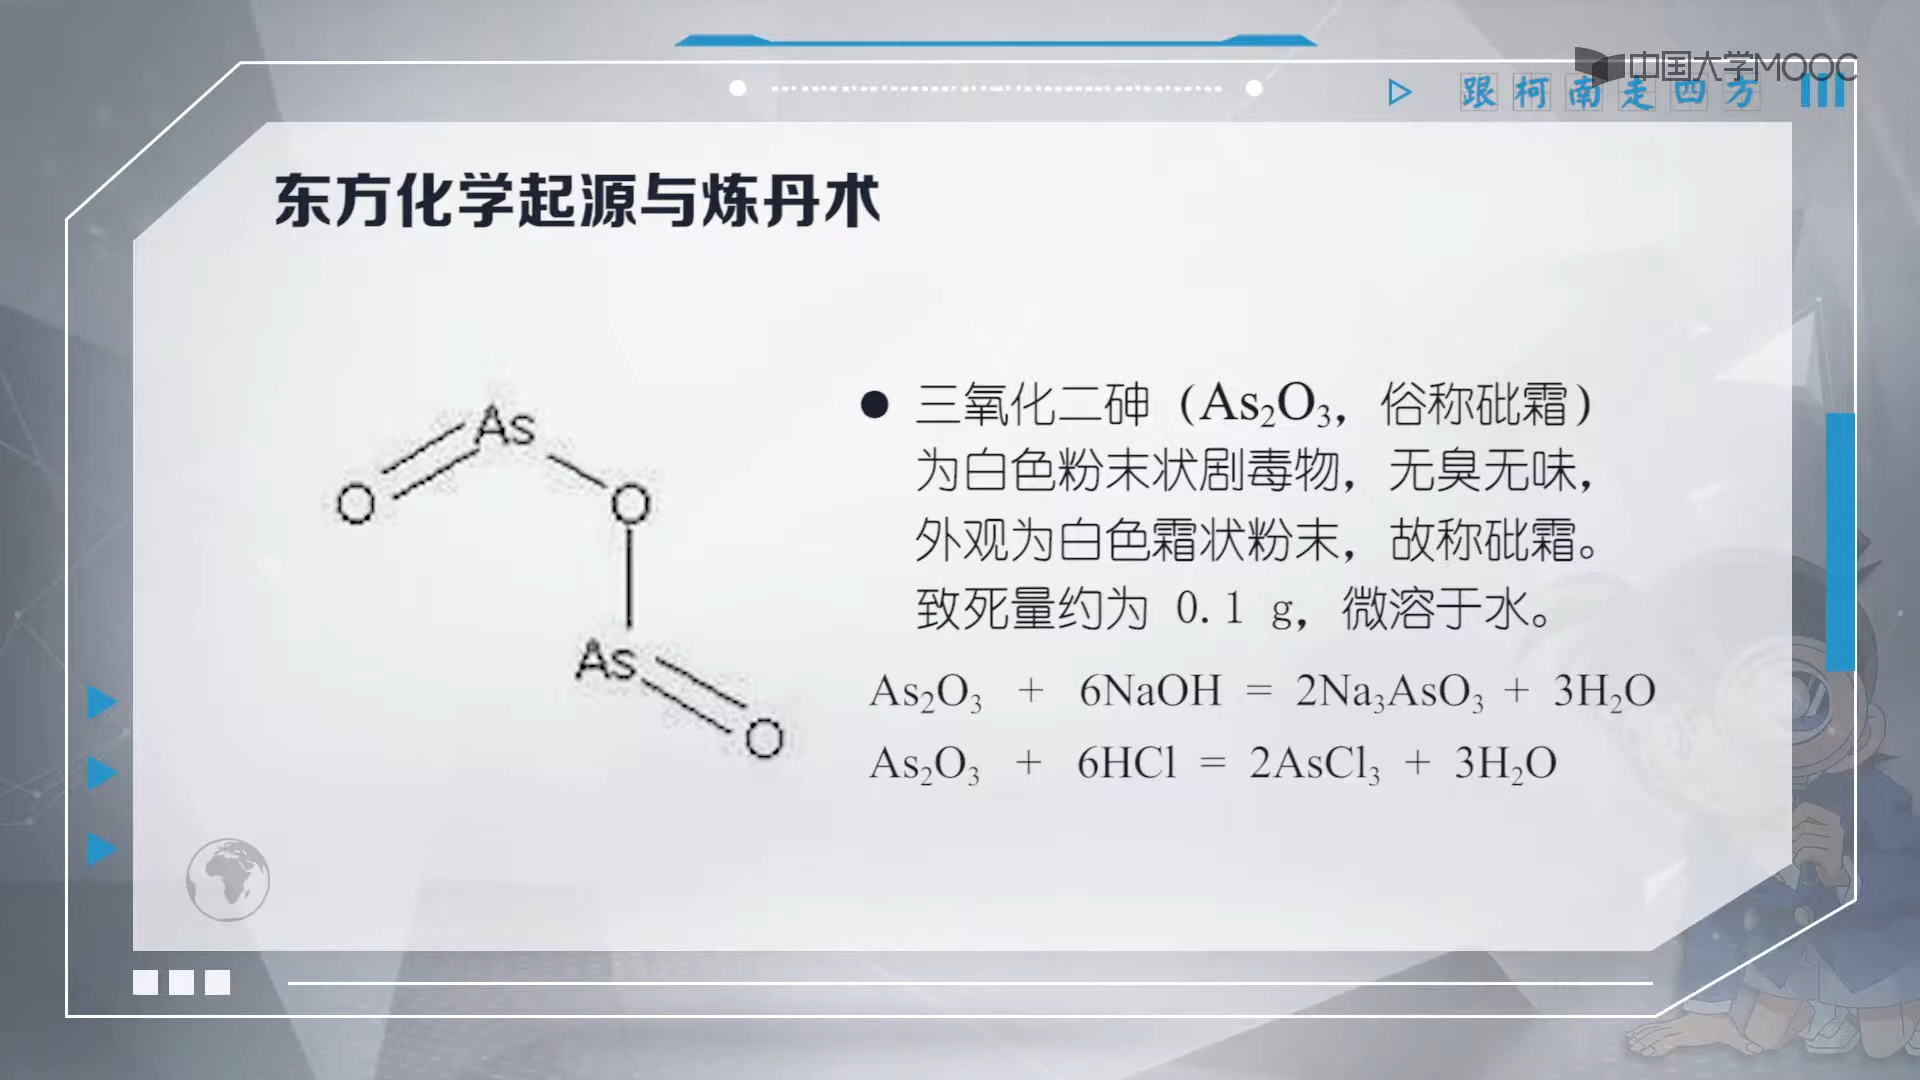 中国大学MOOC
跟柯南走四方
东方化学起源与炼丹术
As
O
O
As
O
● 三氧化二砷（As₂O₃，俗称砒霜）
为白色粉末状剧毒物，无臭无味，
外观为白色霜状粉末，故称砒霜。
致死量约为 0.1 g，微溶于水。
As₂O₃ + 6NaOH = 2Na₃AsO₃ + 3H₂O
As₂O₃ + 6HCl = 2AsCl₃ + 3H₂O